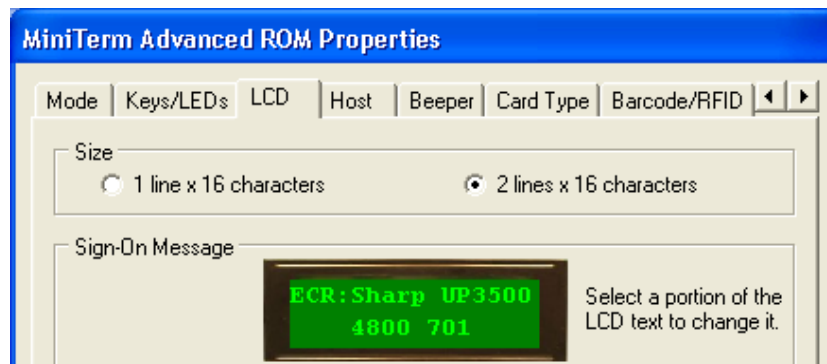 MiniTerm Advanced ROM Properties
Mode Keys/LEDs LCD Host Beeper Card Type Barcode/RFID
Size
1 line x 16 characters 2 lines x 16 characters
Sign-On Message
ECR:Sharp UP3500
4800 701
Select a portion of the
LCD text to change it.